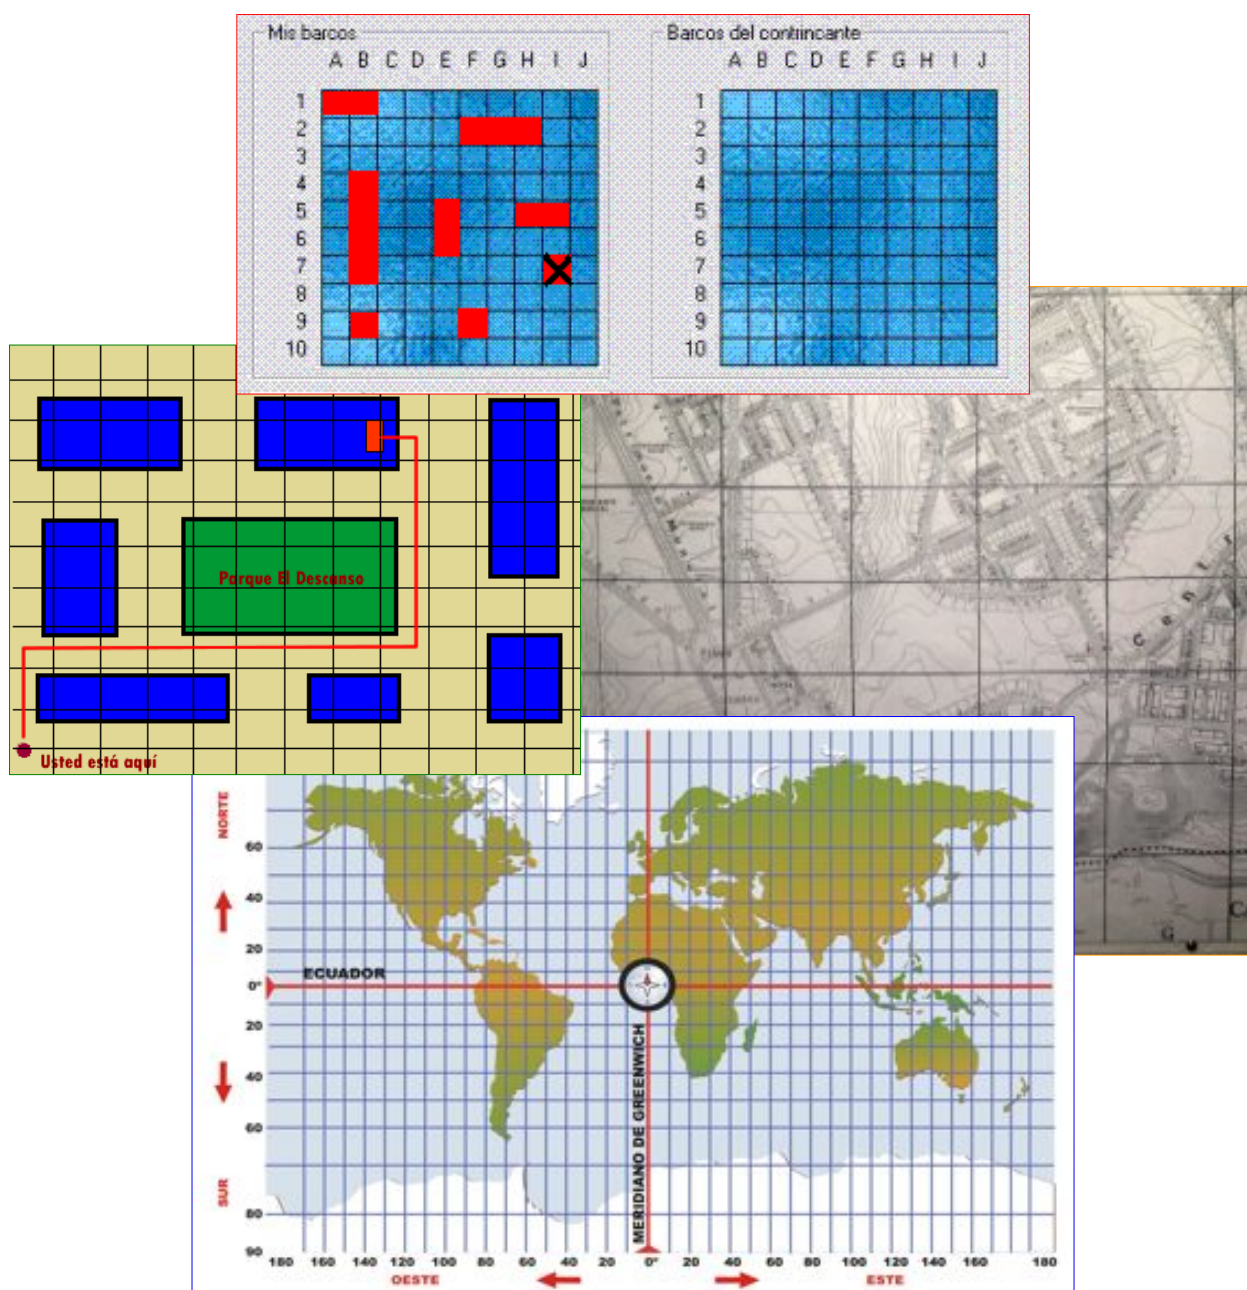 Mis barcos
A B C D E F G H I J
1
2
3
4
5
6
7
8
9
10
Barcos del contrincante
A B C D E F G H I J
1
2
3
4
5
6
7
8
9
10
Parque El Descanso
Usted está aquí
Monu
Cent
G
NORTE
60
40
20
ECUADOR
0°
20
40
60
SUR
80
90
MERIDIANO DE GREENWICH
180 160 140 120 100 80 60 40 20 0° 20 40 60 80 100 120 140 160 180
OESTE
ESTE